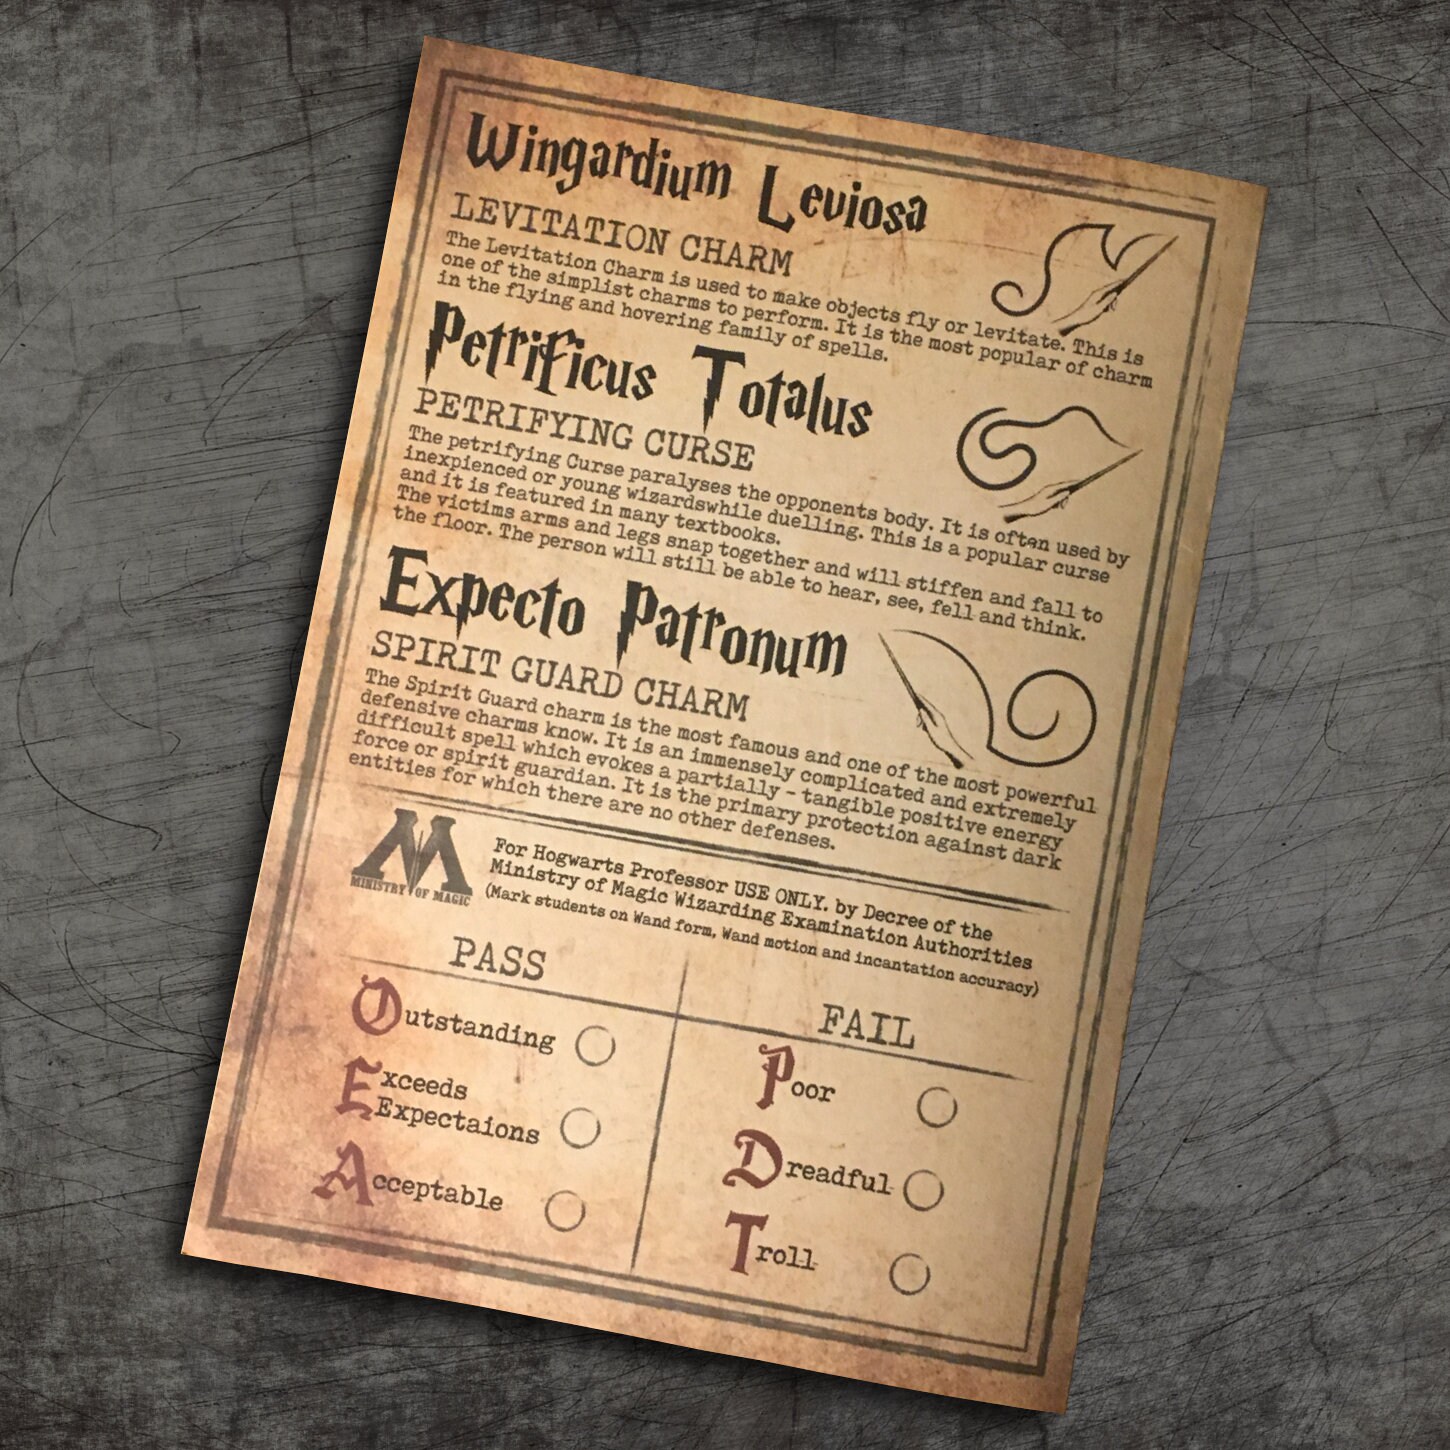 Wingardium Leviosa
LEVITATION CHARM
The Levitation Charm is used to make objects fly or levitate. This is
one of the simplist charms to perform. It is the most popular of charm
in the flying and hovering family of spells.
Petrificus Totalus
PETRIFYING CURSE
The petrifying Curse paralyses the opponents body. It is often used by
inexpienced or young wizardswhile duelling. This is a popular curse
and it is featured in many textbooks.
The victims arms and legs snap together and will stiffen and fall to
the floor. The person will still be able to hear, see, fell and think.
Expecto Patronum
SPIRIT GUARD CHARM
The Spirit Guard charm is the most famous and one of the most powerful
defensive charms know. It is an immensely complicated and extremely
difficult spell which evokes a partially - tangible positive energy
force or spirit guardian. It is the primary protection against dark
entities for which there are no other defenses.
M
MINISTRY OF MAGIC
For Hogwarts Professor USE ONLY. by Decree of the
Ministry of Magic Wizarding Examination Authorities
(Mark students on Wand form, Wand motion and incantation accuracy)
PASS
Outstanding
Exceeds
Expectaions
Acceptable
FAIL
Poor
Dreadful
Troll